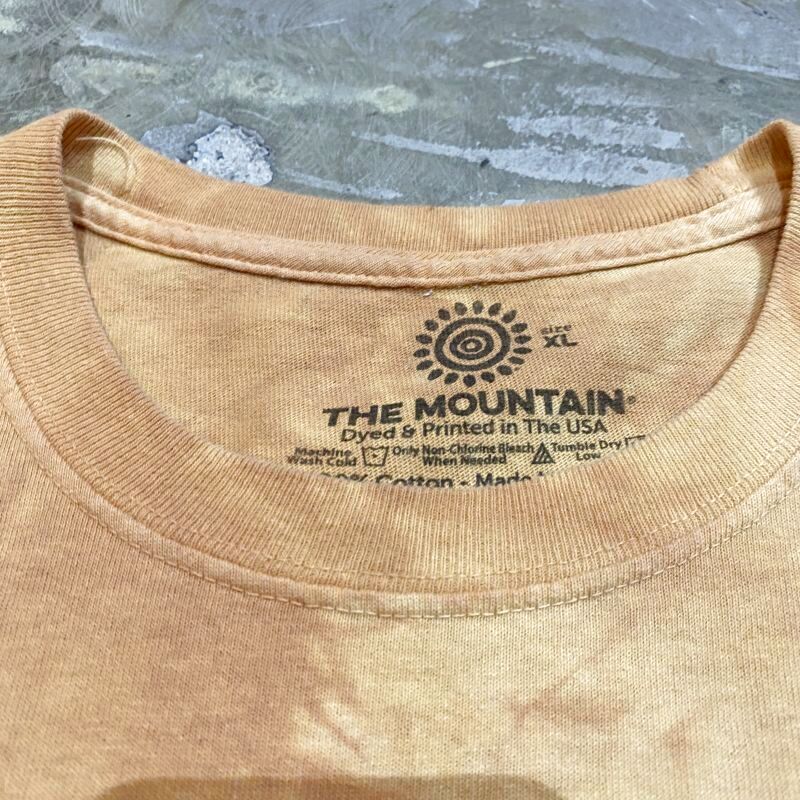 size
XL
THE MOUNTAIN®
Dyed & Printed in The USA
Machine Wash Cold Only Non-Chlorine Bleach When Needed Tumble Dry Low
Cotton - Made